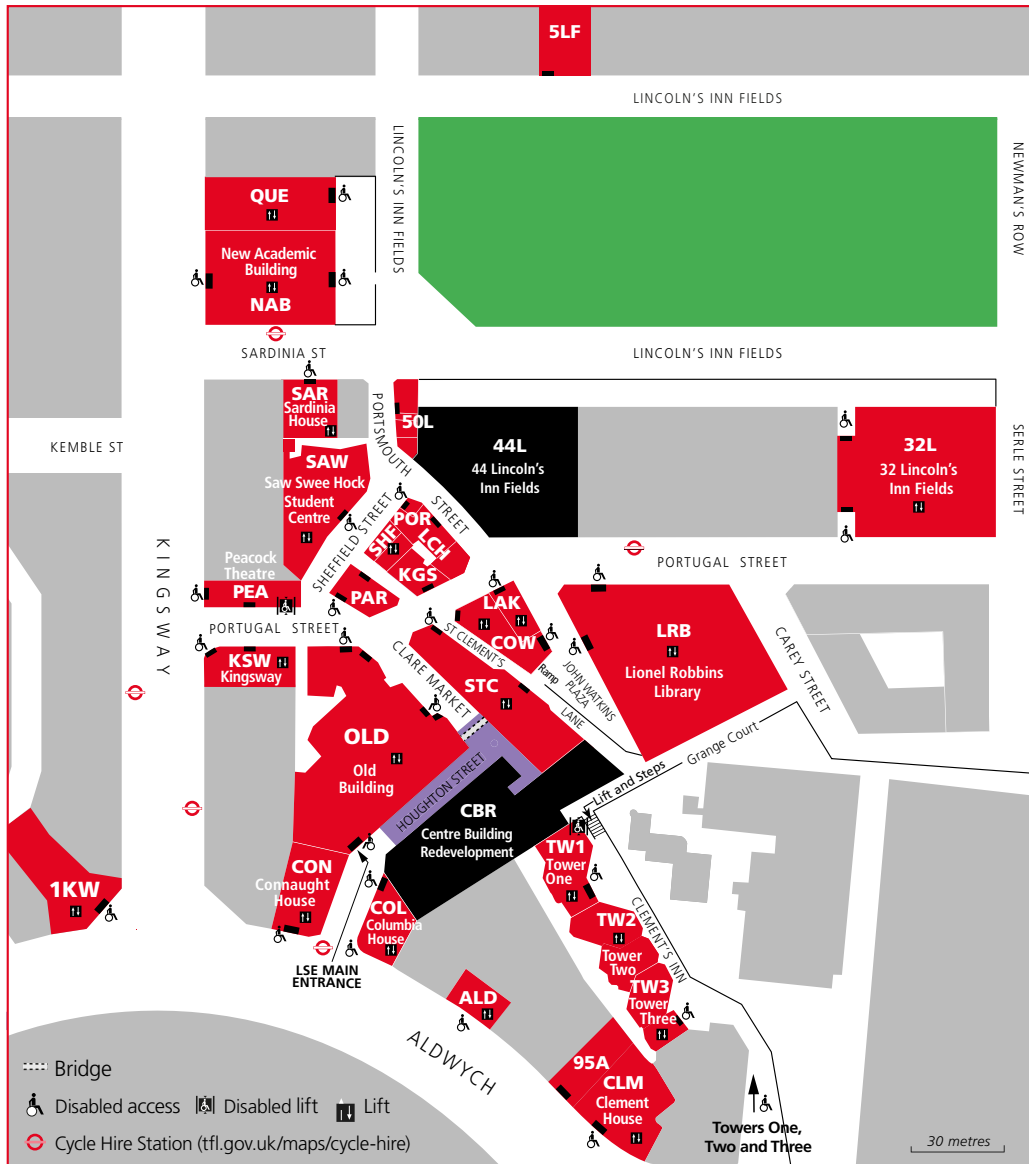 5LF
LINCOLN'S INN FIELDS
LINCOLN'S INN FIELDS
NEWMAN'S ROW
QUE
New Academic
Building
NAB
SARDINIA ST
LINCOLN'S INN FIELDS
SAR
Sardinia
House
PORTSMOUTH
STREET
50L
44L
44 Lincoln's
Inn Fields
32L
32 Lincoln's
Inn Fields
SERLE STREET
KEMBLE ST
SAW
Saw Swee Hock
Student
Centre
SHEFFIELD STREET
POR
SHF
LCH
KGS
KINGSWAY
Peacock
Theatre
PEA
PAR
PORTUGAL STREET
PORTUGAL STREET
LAK
COW
LRB
Lionel Robbins
Library
CAREY STREET
KSW
Kingsway
CLARE MARKET
ST CLEMENT'S
LANE
STC
Ramp
JOHN WATKINS
PLAZA
OLD
Old
Building
HOUGHTON STREET
Grange Court
Lift and Steps
CBR
Centre Building
Redevelopment
TW1
Tower
One
CON
Connaught
House
1KW
COL
Columbia
House
LSE MAIN
ENTRANCE
TW2
Tower
Two
CLEMENT'S INN
TW3
Tower
Three
ALD
ALDWYCH
95A
CLM
Clement
House
Bridge
Disabled access
Disabled lift
Lift
Cycle Hire Station (tfl.gov.uk/maps/cycle-hire)
Towers One,
Two and Three
30 metres